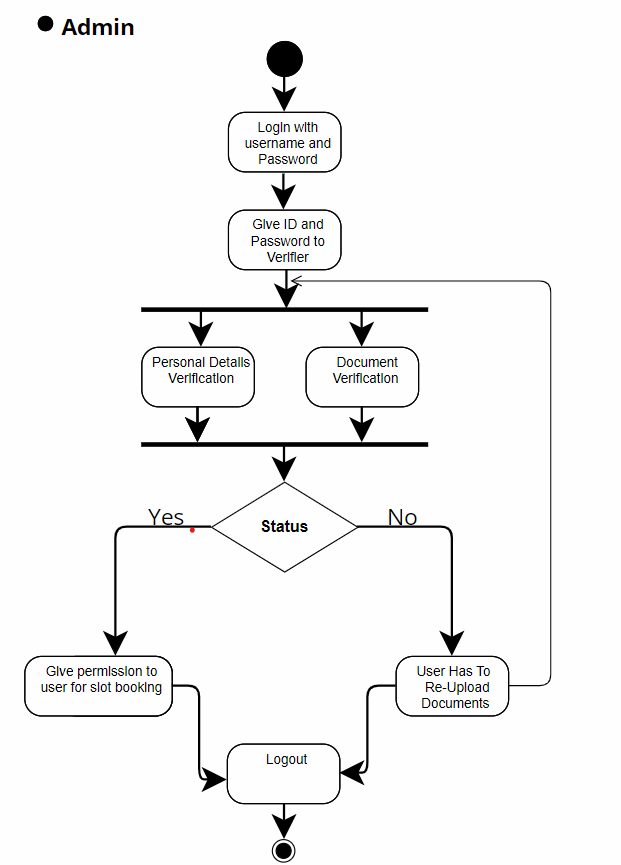 Admin
Login with
username and
Password
Give ID and
Password to
Verifier
Personal Details
Verification
Document
Verification
Yes
No
Status
Give permission to
user for slot booking
User Has To
Re-Upload
Documents
Logout